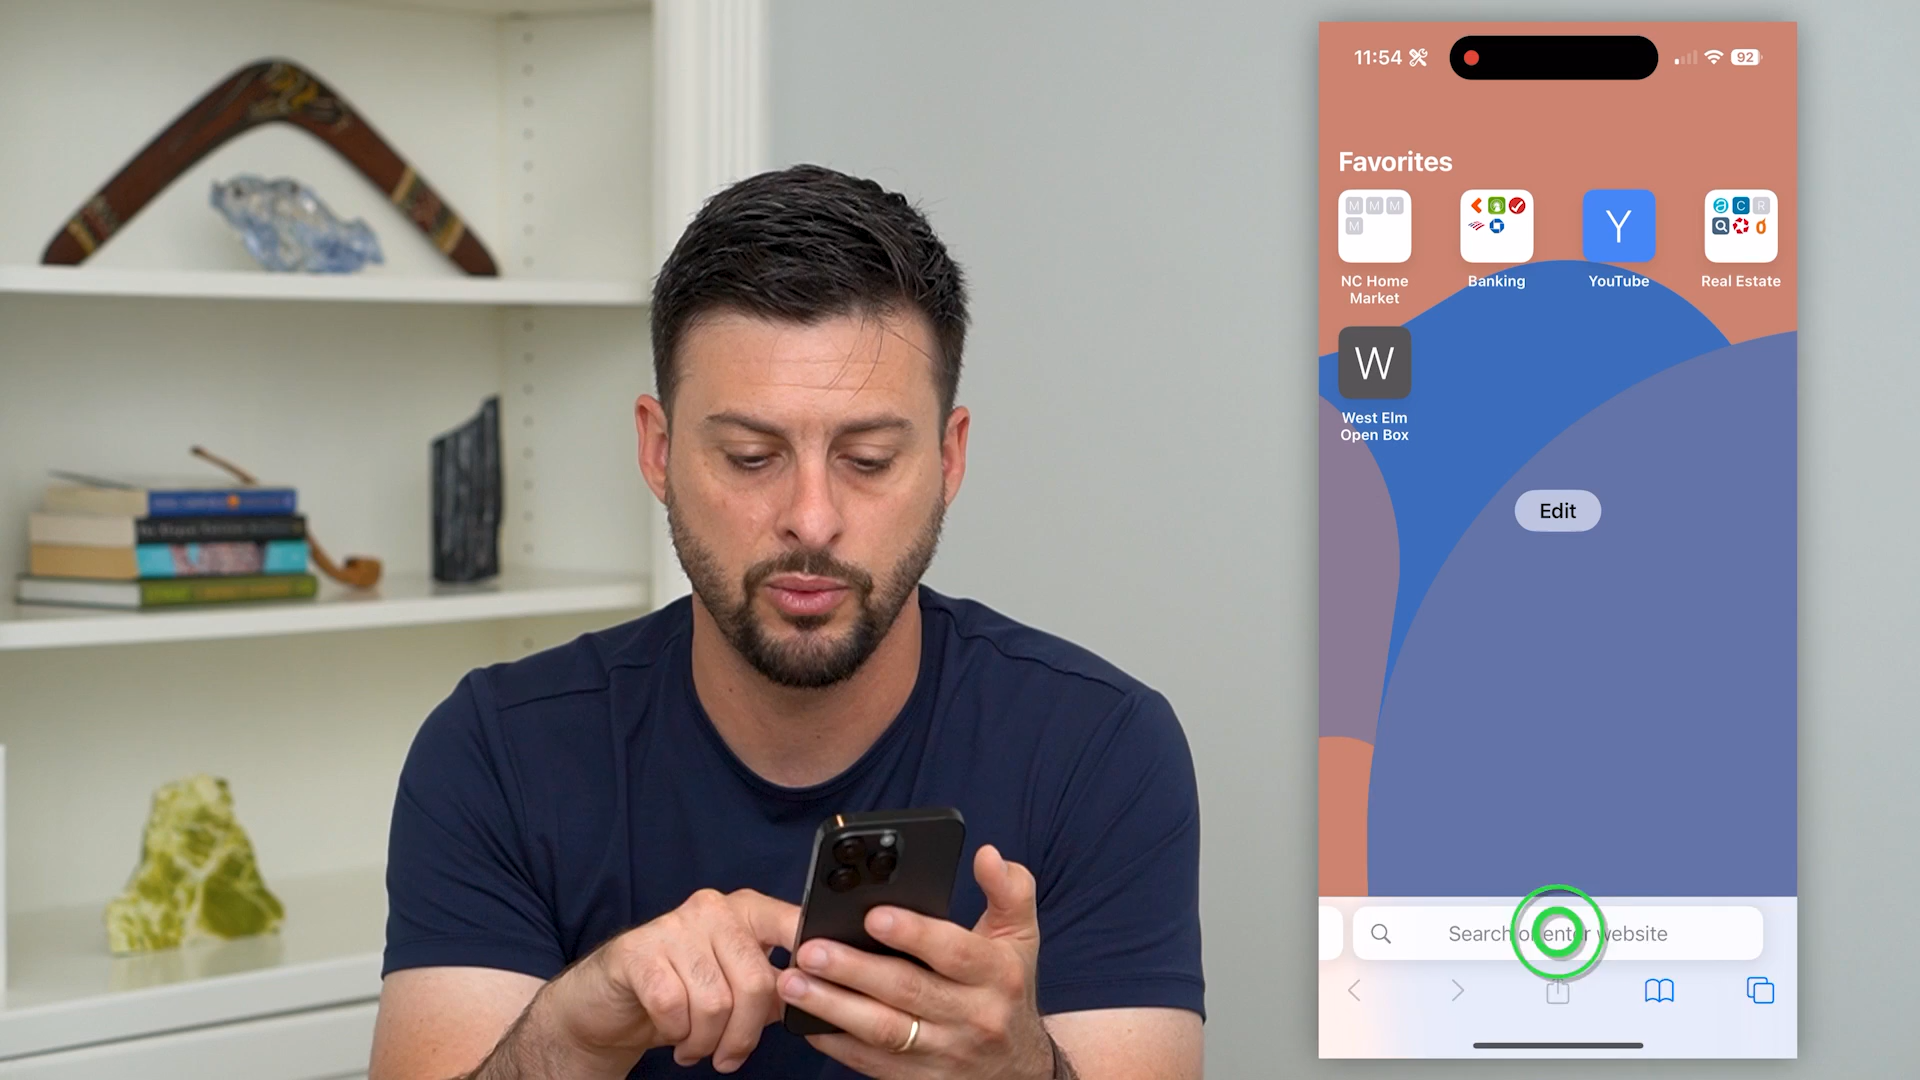 11:54
92
Favorites
M M M
M
Y
C R
NC Home
Market
Banking
YouTube
Real Estate
W
West Elm
Open Box
Edit
Search or enter website